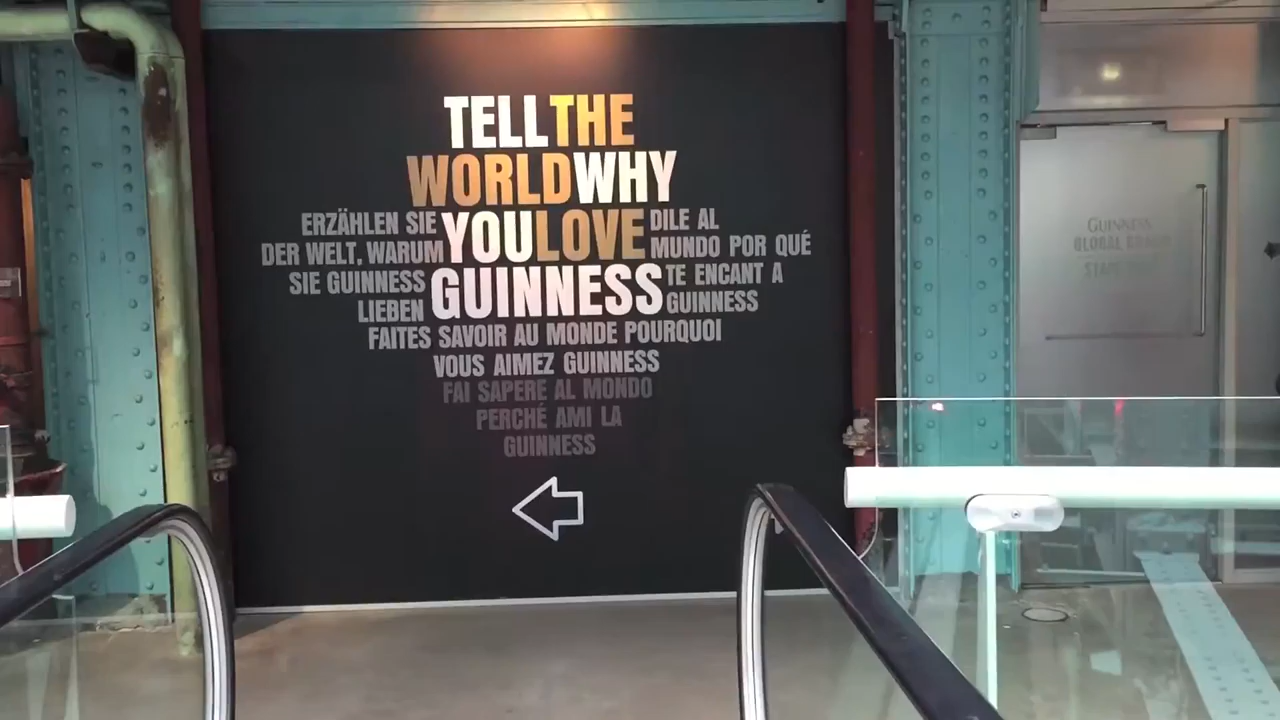 TELL THE
WORLD WHY
YOU LOVE
GUINNESS
ERZÄHLEN SIE
DER WELT, WARUM
SIE GUINNESS
LIEBEN
DILE AL
MUNDO POR QUÉ
TE ENCANT A
GUINNESS
FAITES SAVOIR AU MONDE POURQUOI
VOUS AIMEZ GUINNESS
FAI SAPERE AL MONDO
PERCHÉ AMI LA
GUINNESS
GUINNESS
GLOBAL